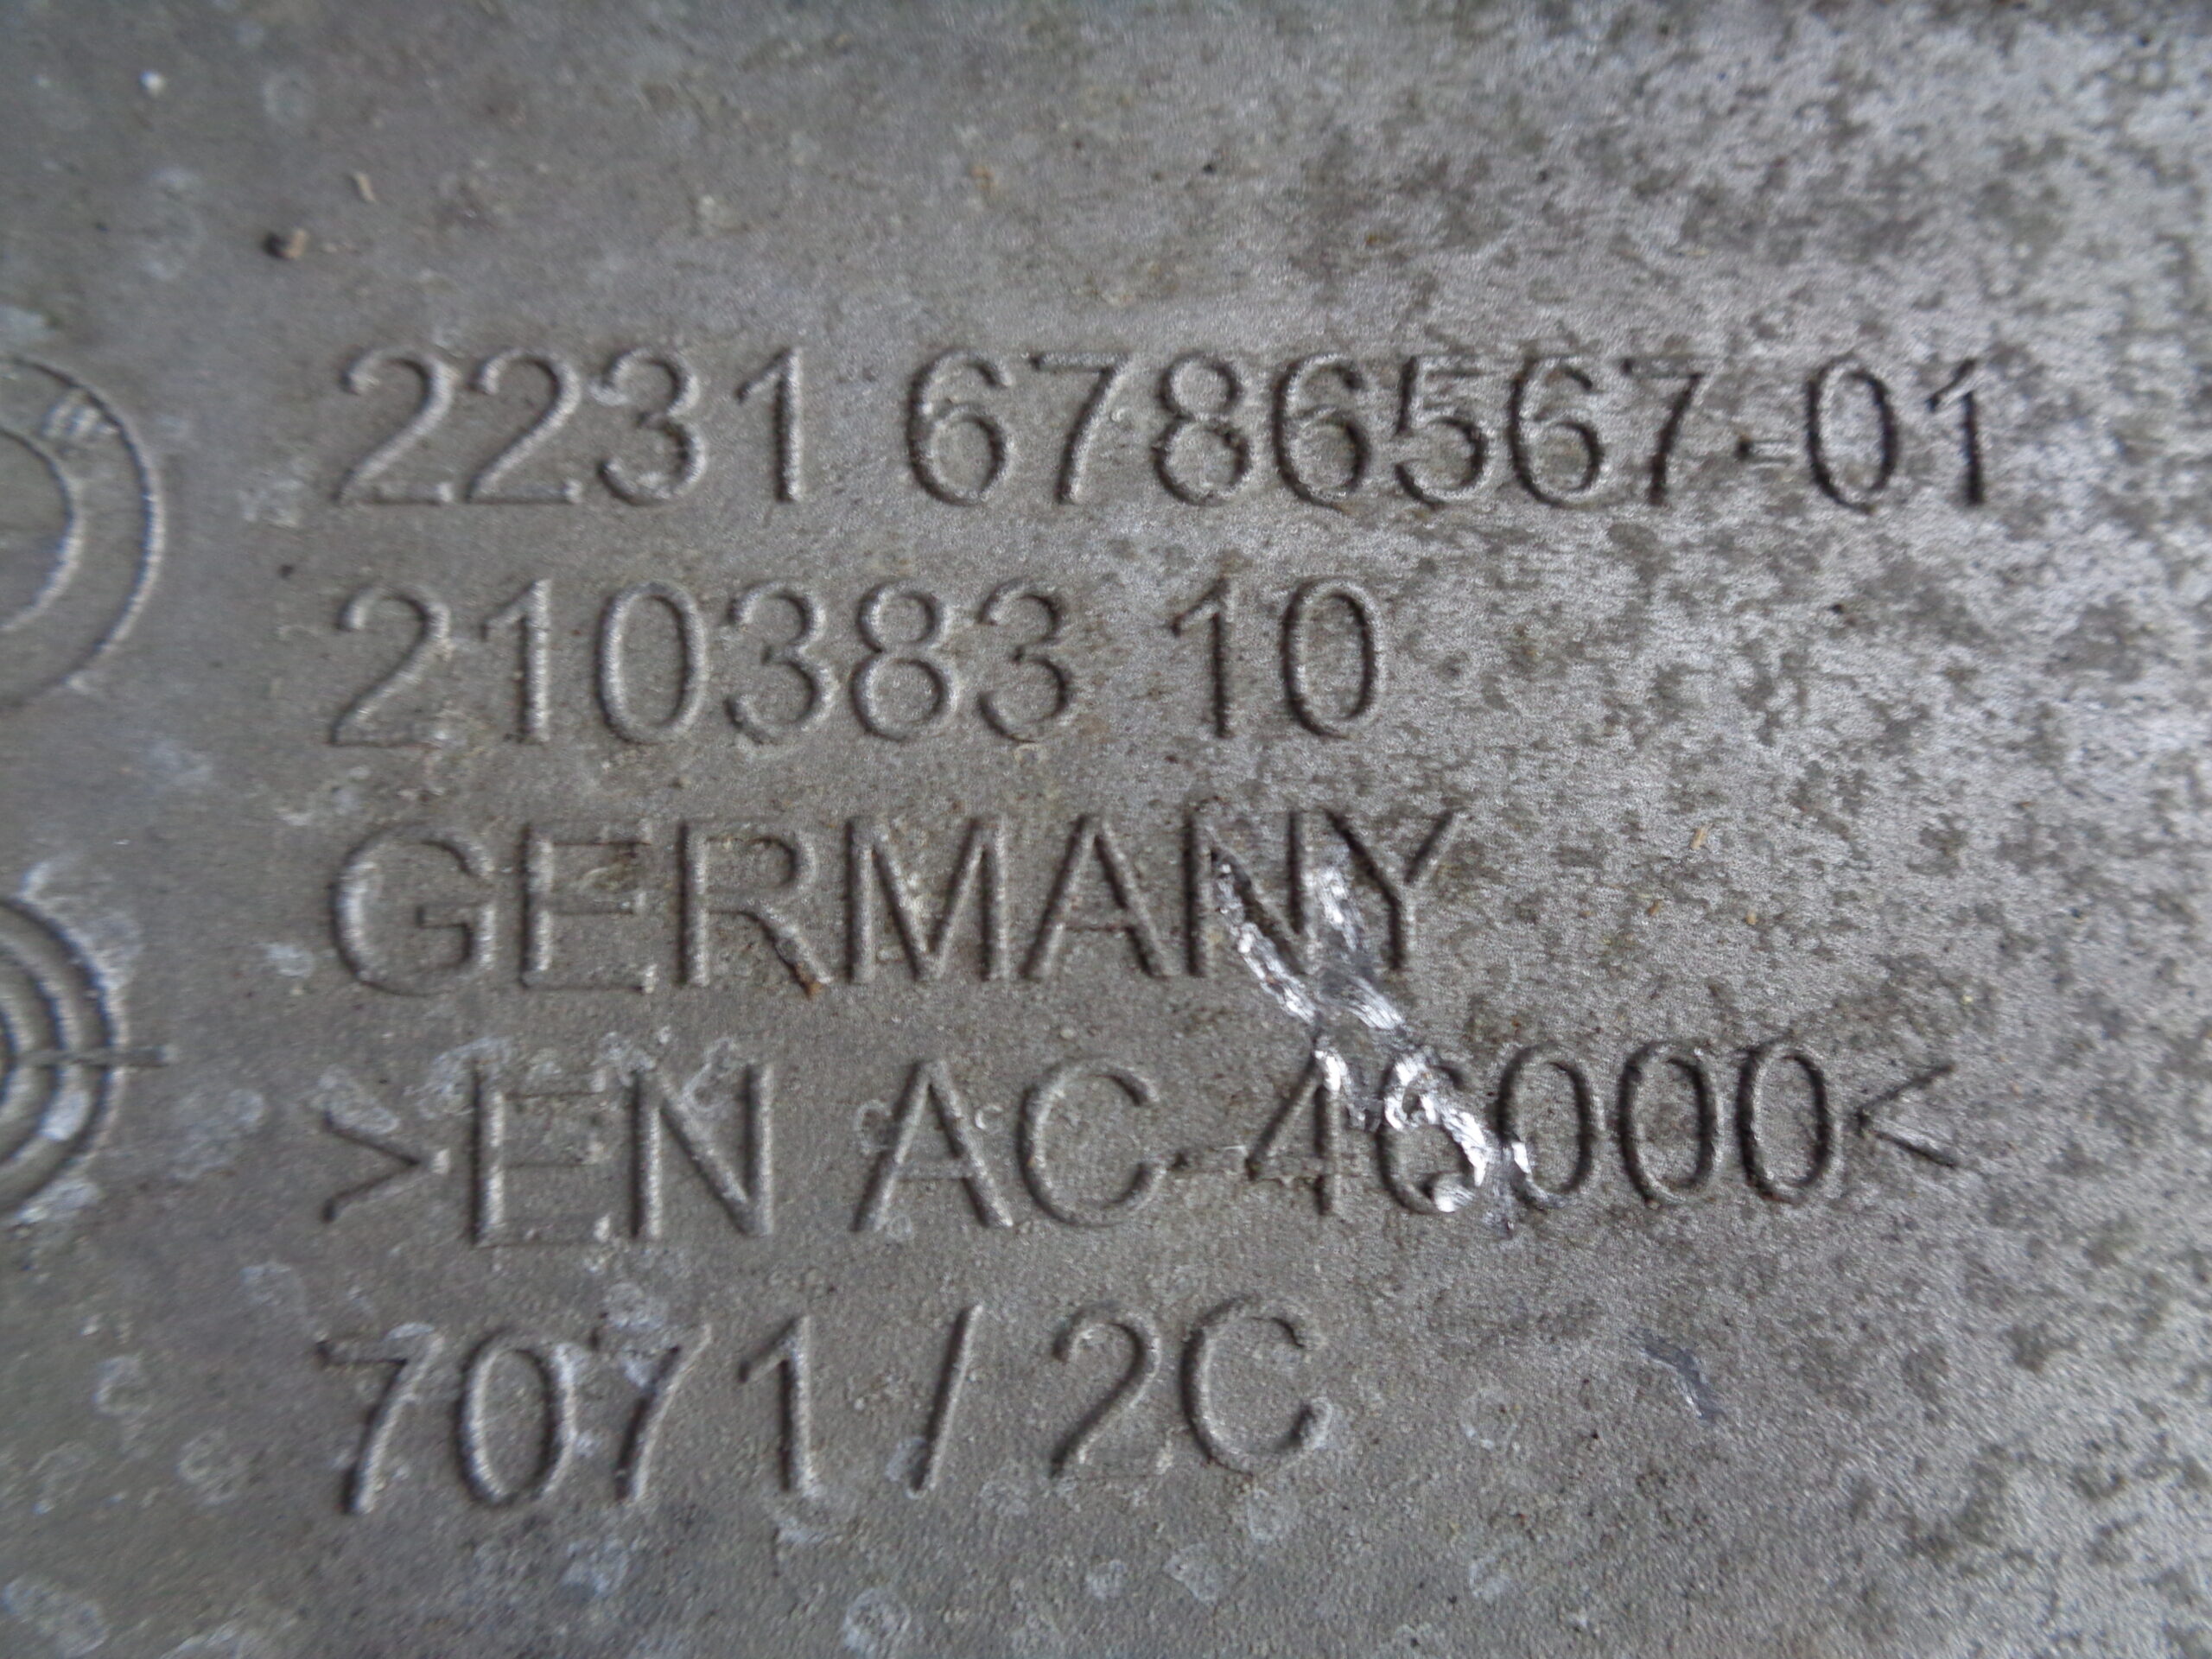 2231 6786567-01
210383 10
GERMANY
>EN AC-46000<
7071 / 2C